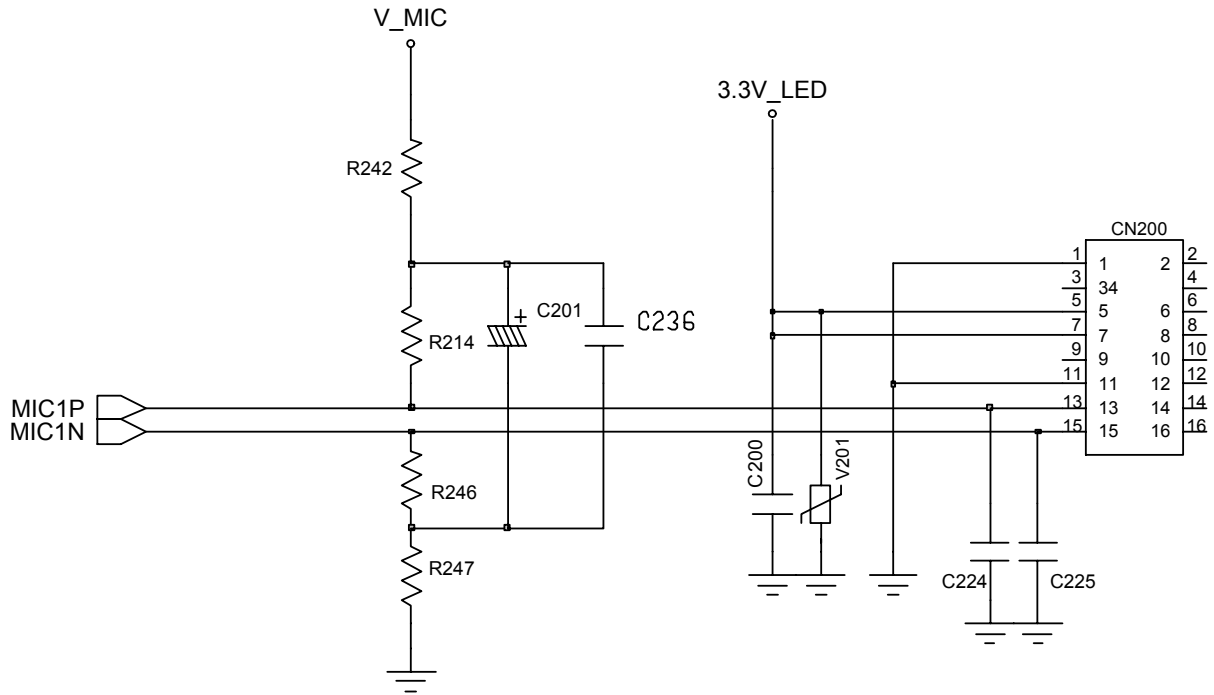 V_MIC
3.3V_LED
R242
CN200
1 1 2 2
3 34 4
5 5 6 6
7 7 8 8
9 9 10 10
11 11 12 12
13 13 14 14
15 15 16 16
+ C201 C236
R214
MIC1P
MIC1N
C200 V201
R246
R247
C224 C225